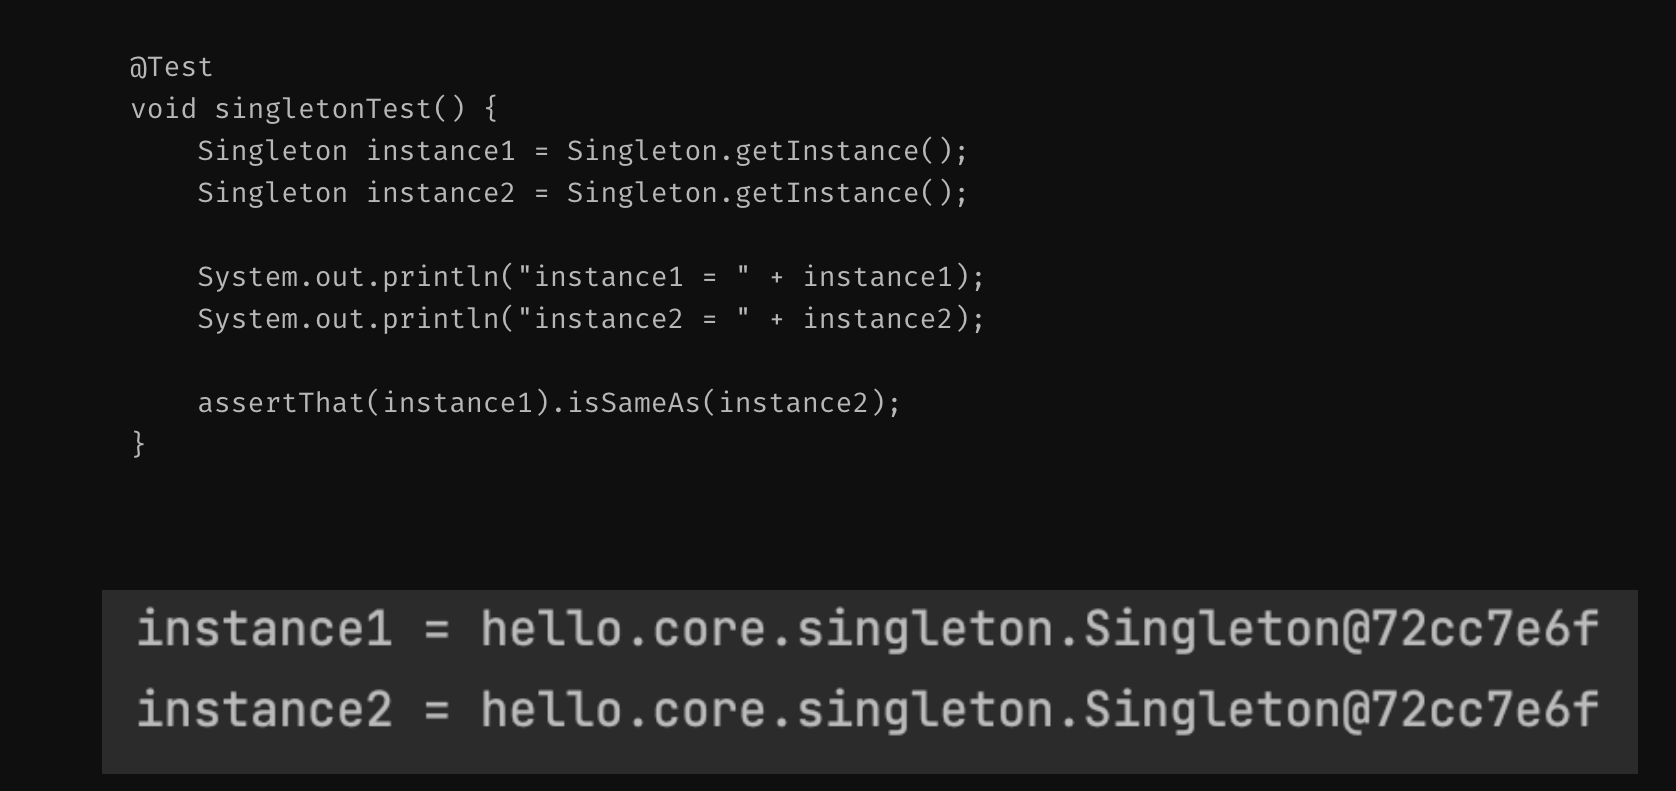 @Test
void singletonTest() {
    Singleton instance1 = Singleton.getInstance();
    Singleton instance2 = Singleton.getInstance();
    System.out.println("instance1 = " + instance1);
    System.out.println("instance2 = " + instance2);
    assertThat(instance1).isSameAs(instance2);
}
instance1 = hello.core.singleton.Singleton@72cc7e6f
instance2 = hello.core.singleton.Singleton@72cc7e6f